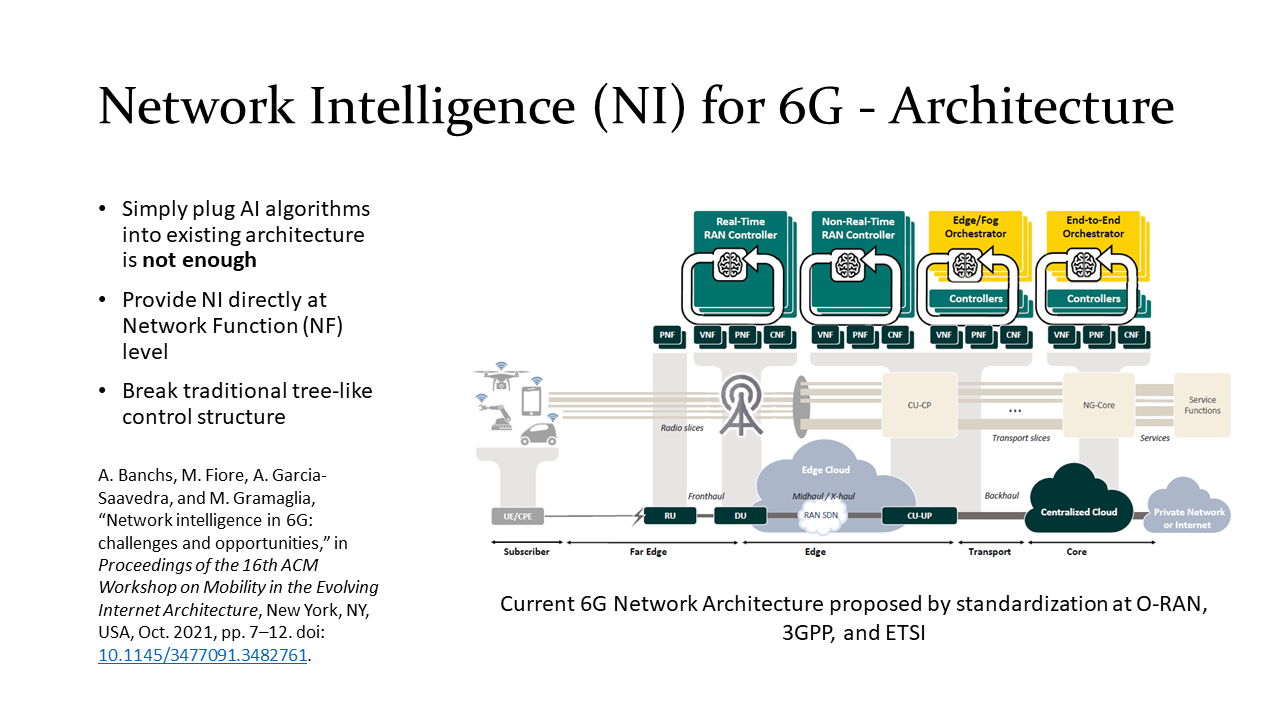 Network Intelligence (NI) for 6G - Architecture
• Simply plug AI algorithms
into existing architecture
is not enough
• Provide NI directly at
Network Function (NF)
level
• Break traditional tree-like
control structure
A. Banchs, M. Fiore, A. Garcia-
Saavedra, and M. Gramaglia,
“Network intelligence in 6G:
challenges and opportunities,” in
Proceedings of the 16th ACM
Workshop on Mobility in the Evolving
Internet Architecture, New York, NY,
USA, Oct. 2021, pp. 7–12. doi:
10.1145/3477091.3482761.
Real-Time
RAN Controller
Non-Real-Time
RAN Controller
Edge/Fog
Orchestrator
End-to-End
Orchestrator
Controllers
Controllers
PNF
VNF
PNF
CNF
VNF
PNF
CNF
VNF
PNF
CNF
VNF
PNF
CNF
Radio slices
CU-CP
...
Transport slices
NG-Core
Services
Service
Functions
Edge Cloud
Fronthaul
Midhaul / X-haul
Backhaul
UE/CPE
RU
DU
RAN SDN
CU-UP
Centralized Cloud
Private Network
or Internet
Subscriber
Far Edge
Edge
Transport
Core
Current 6G Network Architecture proposed by standardization at O-RAN,
3GPP, and ETSI